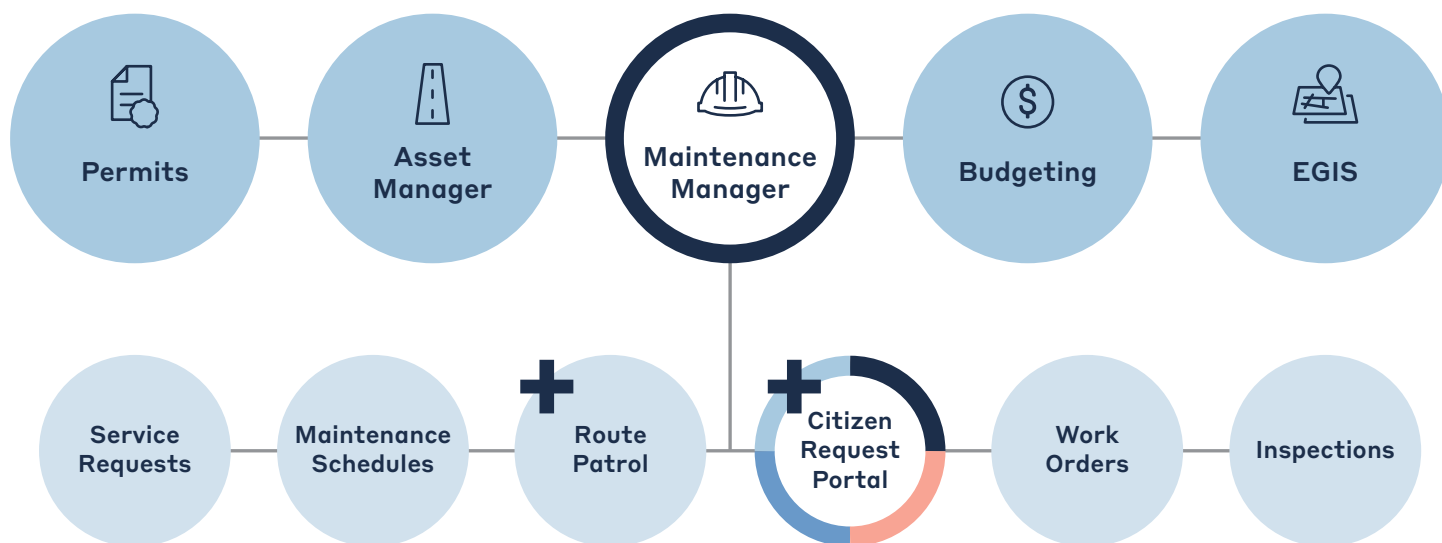 Permits
Asset
Manager
Maintenance
Manager
$
Budgeting
EGIS
Service
Requests
Maintenance
Schedules
Route
Patrol
Citizen
Request
Portal
Work
Orders
Inspections